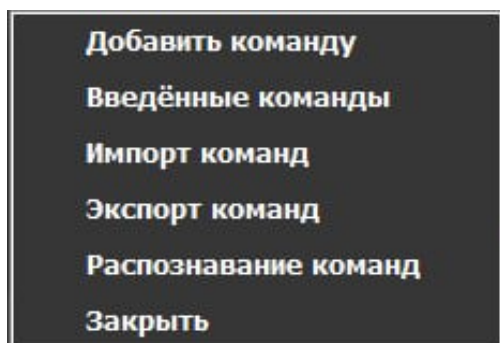 Добавить команду
Введённые команды
Импорт команд
Экспорт команд
Распознавание команд
Закрыть